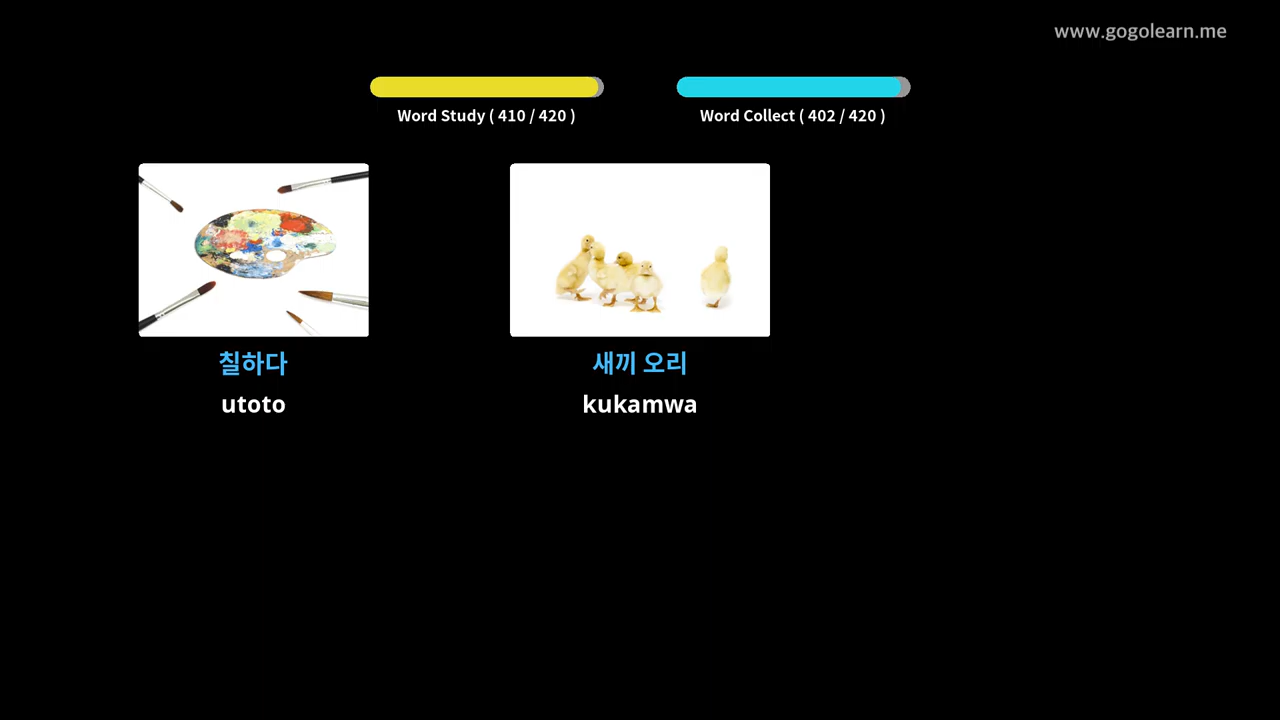 www.gogolearn.me
Word Study ( 410 / 420 )
Word Collect ( 402 / 420 )
칠하다
utoto
새끼 오리
kukamwa